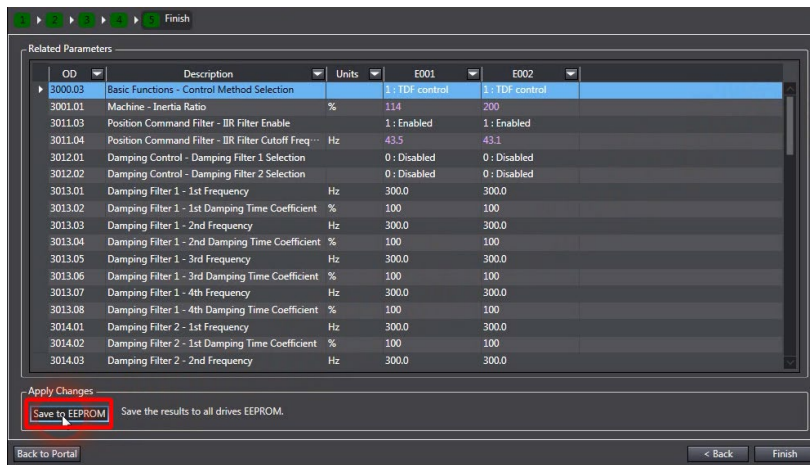 1 2 3 4 5 Finish
Related Parameters
OD Description Units E001 E002
3000.03 Basic Functions - Control Method Selection 1 : TDF control 1 : TDF control
3001.01 Machine - Inertia Ratio % 114 200
3011.03 Position Command Filter - IIR Filter Enable 1 : Enabled 1 : Enabled
3011.04 Position Command Filter - IIR Filter Cutoff Freq··· Hz 43.5 43.1
3012.01 Damping Control - Damping Filter 1 Selection 0 : Disabled 0 : Disabled
3012.02 Damping Control - Damping Filter 2 Selection 0 : Disabled 0 : Disabled
3013.01 Damping Filter 1 - 1st Frequency Hz 300.0 300.0
3013.02 Damping Filter 1 - 1st Damping Time Coefficient % 100 100
3013.03 Damping Filter 1 - 2nd Frequency Hz 300.0 300.0
3013.04 Damping Filter 1 - 2nd Damping Time Coefficient % 100 100
3013.05 Damping Filter 1 - 3rd Frequency Hz 300.0 300.0
3013.06 Damping Filter 1 - 3rd Damping Time Coefficient % 100 100
3013.07 Damping Filter 1 - 4th Frequency Hz 300.0 300.0
3013.08 Damping Filter 1 - 4th Damping Time Coefficient % 100 100
3014.01 Damping Filter 2 - 1st Frequency Hz 300.0 300.0
3014.02 Damping Filter 2 - 1st Damping Time Coefficient % 100 100
3014.03 Damping Filter 2 - 2nd Frequency Hz 300.0 300.0
Apply Changes
Save to EEPROM Save the results to all drives EEPROM.
Back to Portal < Back Finish